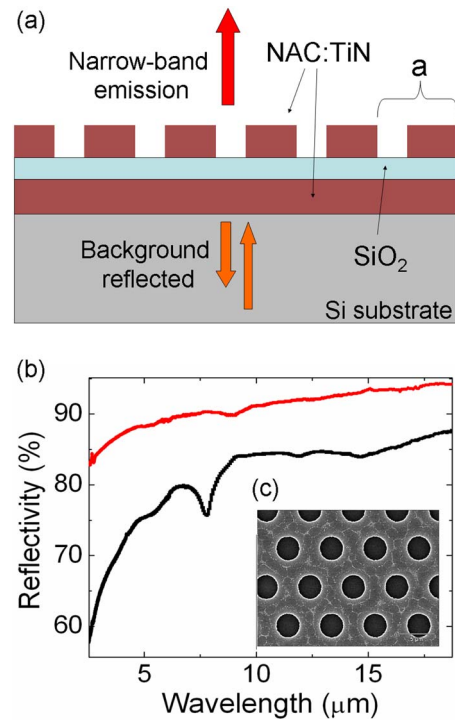 (a)
Narrow-band
emission
NAC:TiN
a
Background
reflected
SiO₂
Si substrate
(b)
90
80
70
60
Reflectivity (%)
(c)
5
10
15
Wavelength (μm)